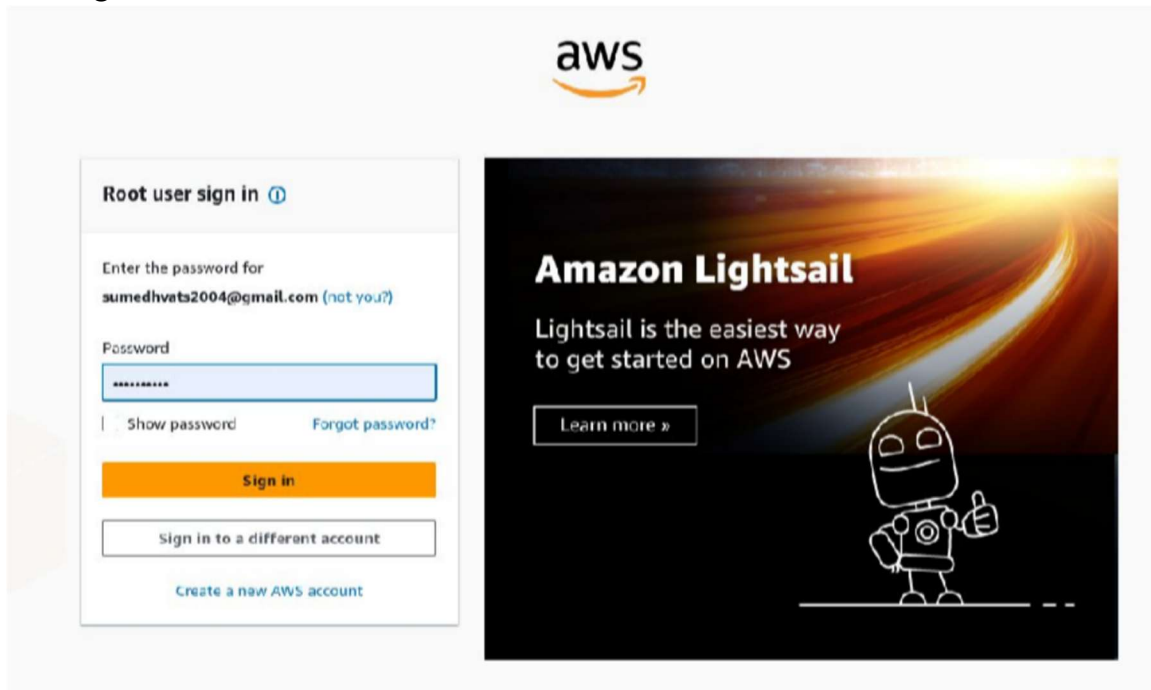 aws
Root user sign in
Enter the password for
sumedhvats2004@gmail.com (not you?)
Password
Show password
Forgot password?
Sign in
Sign in to a different account
Create a new AWS account
Amazon Lightsail
Lightsail is the easiest way
to get started on AWS
Learn more »